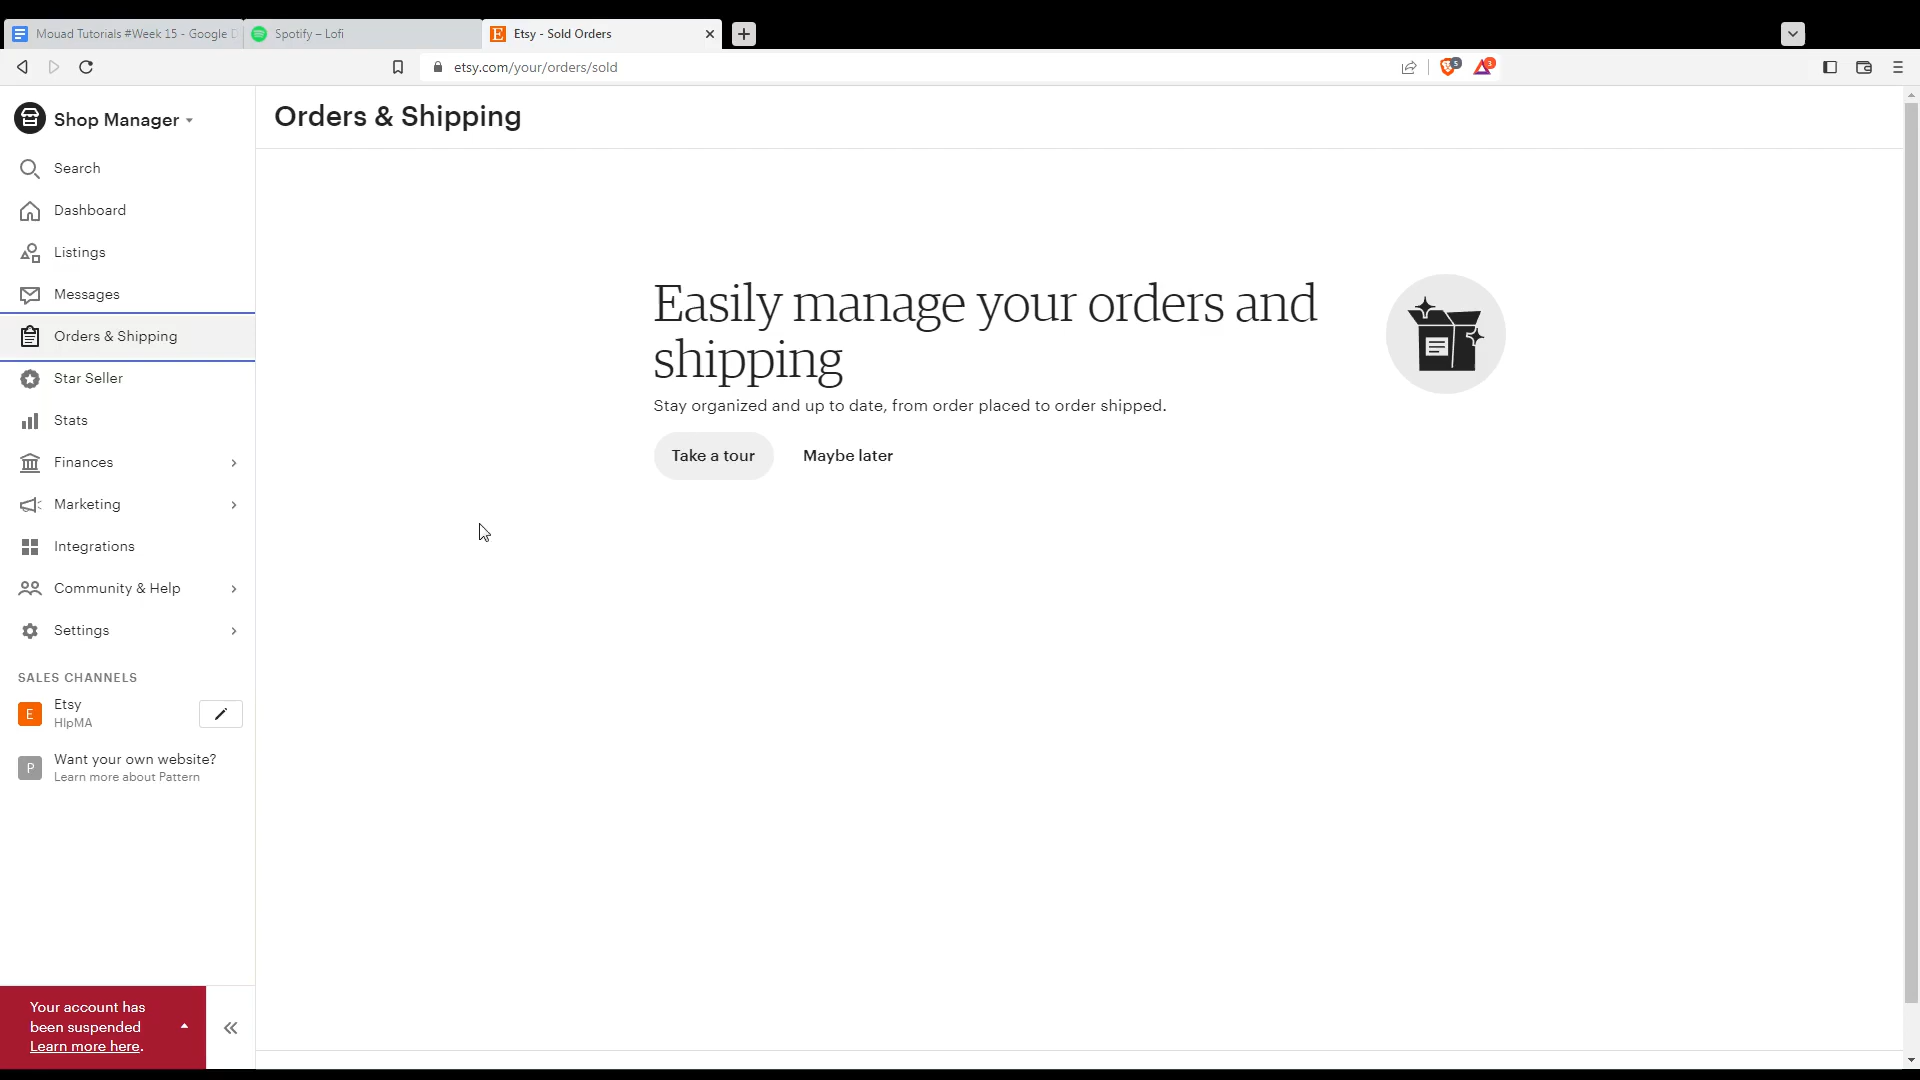 Mouad Tutorials #Week 15 - Google D
Spotify – Lofi
Etsy - Sold Orders
etsy.com/your/orders/sold
5
3
Shop Manager
Orders & Shipping
Search
Dashboard
Listings
Messages
Orders & Shipping
Star Seller
Stats
Finances
Marketing
Integrations
Community & Help
Settings
SALES CHANNELS
E
Etsy
HlpMA
P
Want your own website?
Learn more about Pattern
Your account has
been suspended
Learn more here.
Easily manage your orders and
shipping
Stay organized and up to date, from order placed to order shipped.
Take a tour
Maybe later